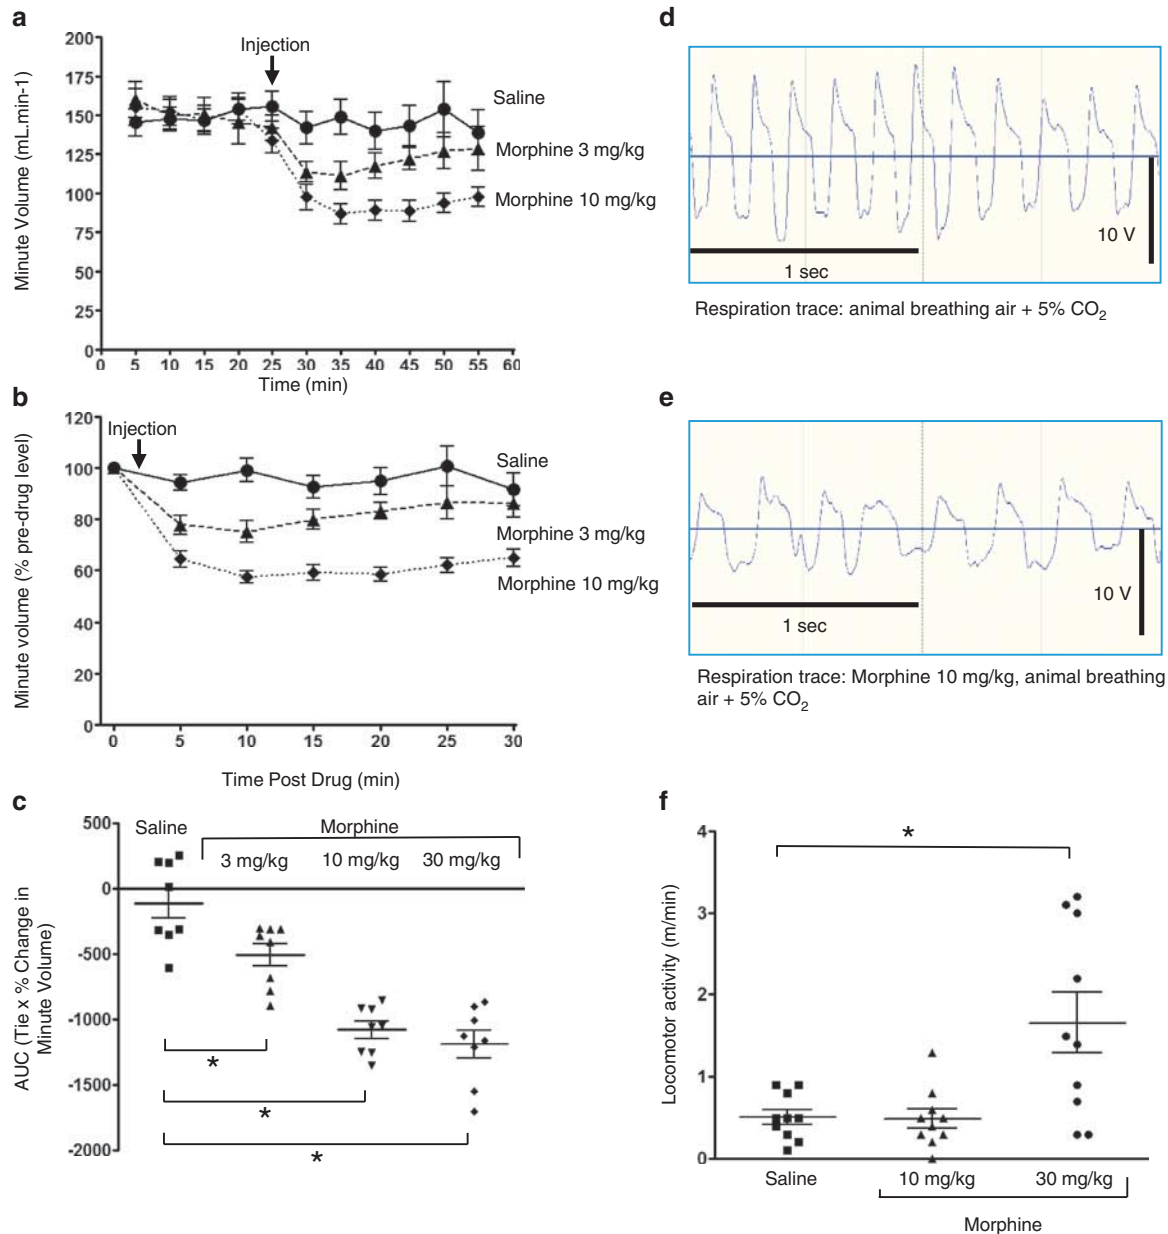 a
200
175
150
125
100
75
50
25
0
Minute Volume (mL.min-1)
Injection
Saline
Morphine 3 mg/kg
Morphine 10 mg/kg
0 5 10 15 20 25 30 35 40 45 50 55 60
Time (min)
b
120
100
80
60
40
20
0
Minute volume (% pre-drug level)
Injection
Saline
Morphine 3 mg/kg
Morphine 10 mg/kg
0 5 10 15 20 25 30
Time Post Drug (min)
c
500
0
-500
-1000
-1500
-2000
AUC (Tie x % Change in
Minute Volume)
Saline
Morphine
3 mg/kg 10 mg/kg 30 mg/kg
*
*
*
d
10 V
1 sec
Respiration trace: animal breathing air + 5% CO₂
e
10 V
1 sec
Respiration trace: Morphine 10 mg/kg, animal breathing
air + 5% CO₂
f
4
3
2
1
0
Locomotor activity (m/min)
*
Saline 10 mg/kg 30 mg/kg
Morphine